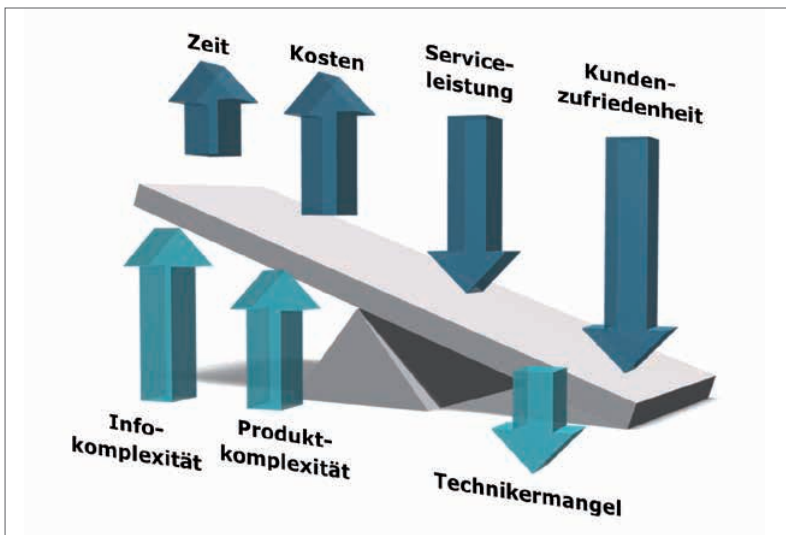 Zeit
Kosten
Service-
leistung
Kunden-
zufriedenheit
Info-
komplexität
Produkt-
komplexität
Technikermangel